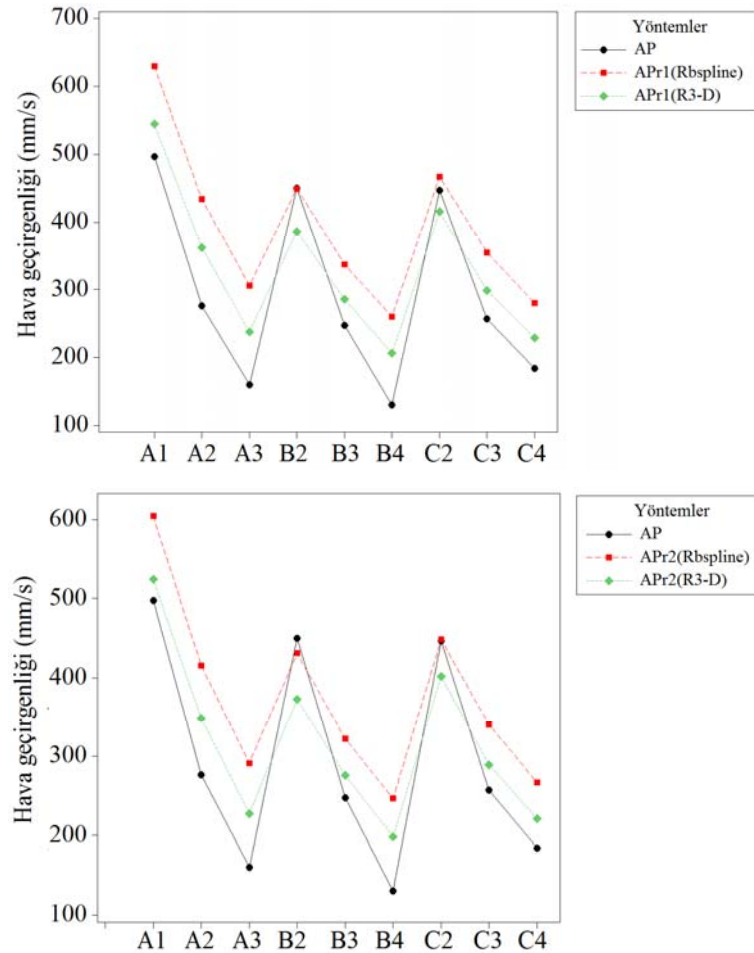 700
600
500
400
300
200
100
Hava geçirgenliği (mm/s)
A1 A2 A3 B2 B3 B4 C2 C3 C4
Yöntemler
AP
APr1(Rbspline)
APr1(R3-D)
600
500
400
300
200
100
Hava geçirgenliği (mm/s)
A1 A2 A3 B2 B3 B4 C2 C3 C4
Yöntemler
AP
APr2(Rbspline)
APr2(R3-D)